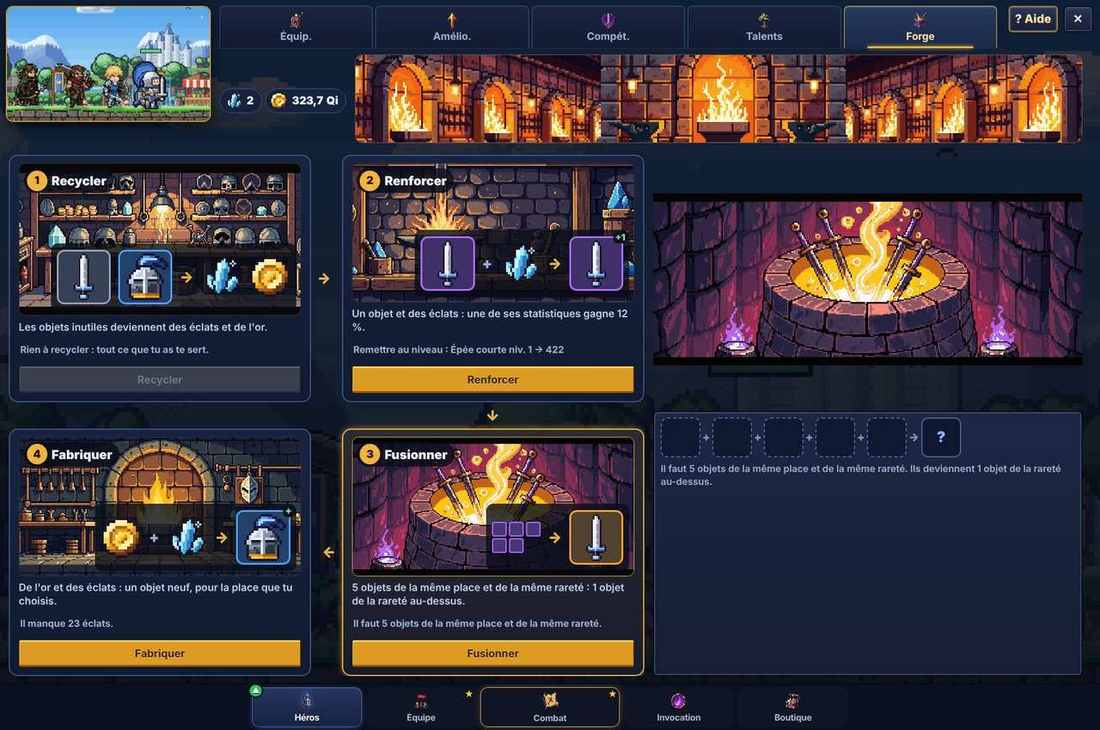 Équip.
Amélio.
Compét.
Talents
Forge
? Aide
×
2
323,7 Qi
1 Recycler
Les objets inutiles deviennent des éclats et de l'or.
Rien à recycler : tout ce que tu as te sert.
Recycler
2 Renforcer
+1
Un objet et des éclats : une de ses statistiques gagne 12
%.
Remettre au niveau : Épée courte niv. 1 → 422
Renforcer
4 Fabriquer
De l'or et des éclats : un objet neuf, pour la place que tu
choisis.
Il manque 23 éclats.
Fabriquer
3 Fusionner
5 objets de la même place et de la même rareté : 1 objet
de la rareté au-dessus.
Il faut 5 objets de la même place et de la même rareté.
Fusionner
+ + + + → ?
Il faut 5 objets de la même place et de la même rareté. Ils deviennent 1 objet de la rareté
au-dessus.
Héros
Équipe
Combat
Invocation
Boutique